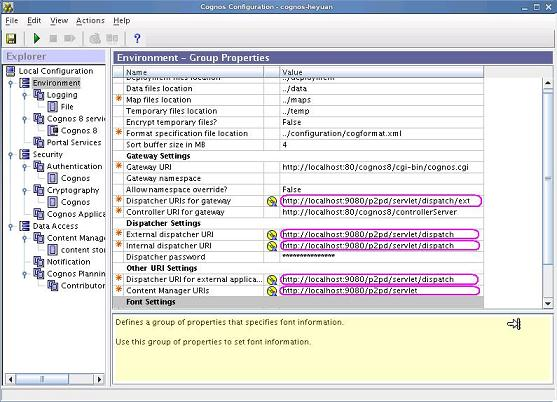 Cognos Configuration - cognos-heyuan
File Edit View Actions Help
Explorer
Environment - Group Properties
Local Configuration
Environment
Logging
File
Cognos 8 servi
Cognos 8
Portal Services
Security
Authentication
Cognos
Cryptography
Cognos
Cognos Applica
Data Access
Content Manage
content sto
Notification
Cognos Planning
Contributor
Name Value
Deployment files location ../deployment
Data files location ../data
Map files location ../maps
Temporary files location ../temp
Encrypt temporary files? False
Format specification file location ../configuration/cogformat.xml
Sort buffer size in MB 4
Gateway Settings
Gateway URI http://localhost:80/cognos8/cgi-bin/cognos.cgi
Gateway namespace
Allow namespace override? False
Dispatcher URIs for gateway http://localhost:9080/p2pd/servlet/dispatch/ext
Controller URI for gateway http://localhost:80/cognos8/controllerServer
Dispatcher Settings
External dispatcher URI http://localhost:9080/p2pd/servlet/dispatch
Internal dispatcher URI http://localhost:9080/p2pd/servlet/dispatch
Dispatcher password ****************
Other URI Settings
Dispatcher URI for external applica... http://localhost:9080/p2pd/servlet/dispatch
Content Manager URIs http://localhost:9080/p2pd/servlet
Font Settings
Defines a group of properties that specifies font information.
Use this group of properties to set font information.